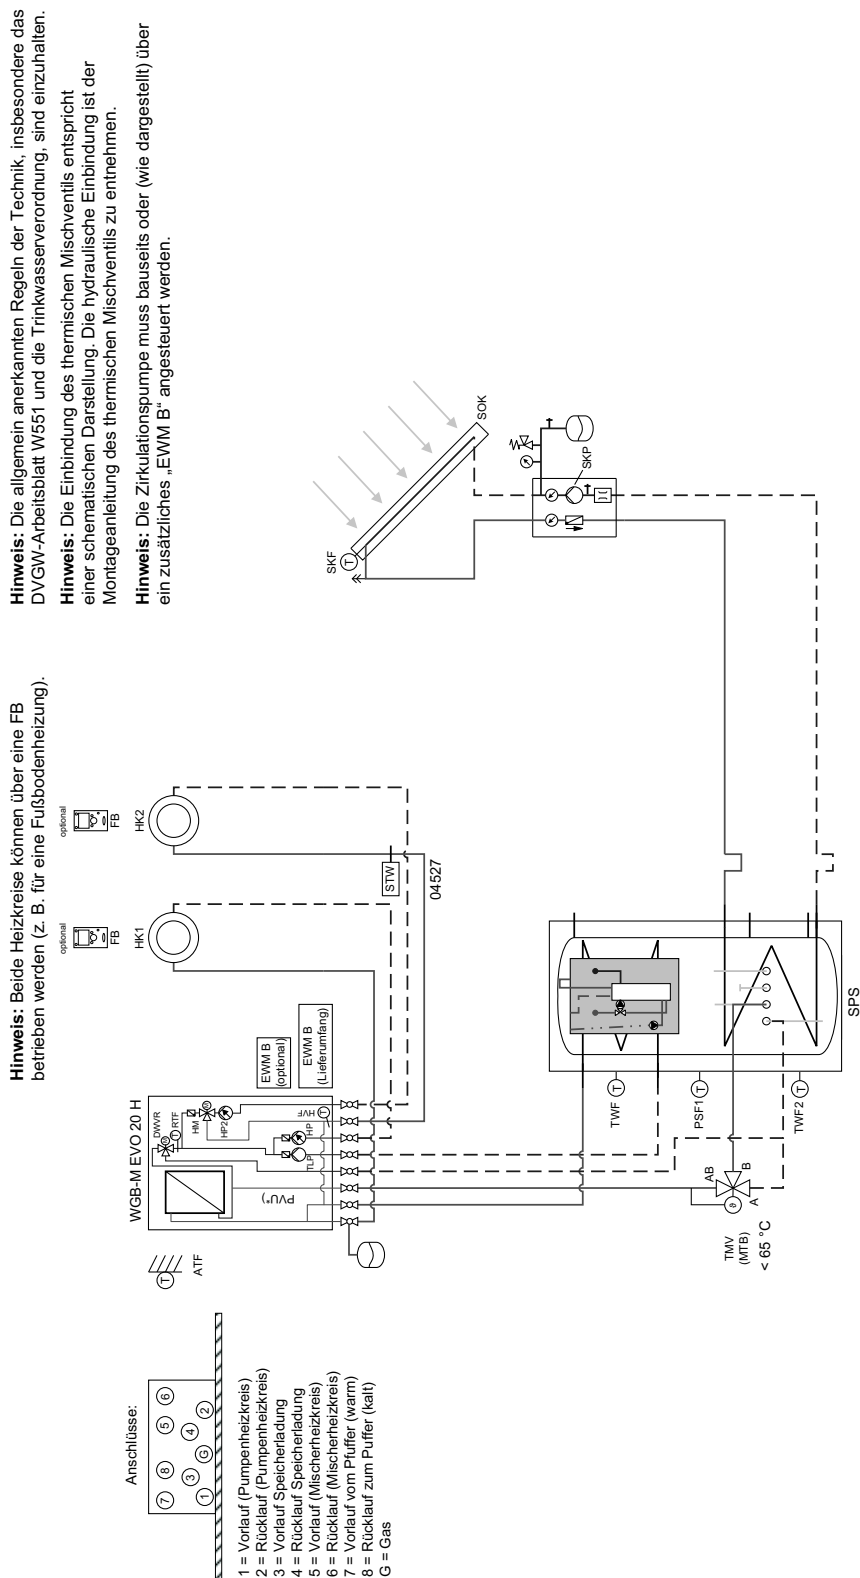 Hinweis: Die allgemein anerkannten Regeln der Technik, insbesondere das
DVGW-Arbeitsblatt W551 und die Trinkwasserverordnung, sind einzuhalten.
Hinweis: Die Einbindung des thermischen Mischventils entspricht
einer schematischen Darstellung. Die hydraulische Einbindung ist der
Montageanleitung des thermischen Mischventils zu entnehmen.
Hinweis: Die Zirkulationspumpe muss bauseits oder (wie dargestellt) über
ein zusätzliches „EWM B“ angesteuert werden.
Hinweis: Beide Heizkreise können über eine FB
betrieben werden (z. B. für eine Fußbodenheizung).
optional
FB
HK1
optional
FB
HK2
STW
04527
EWM B
(optional)
EWM B
(Lieferumfang)
WGB-M EVO 20 H
DWVR
M
T
RTF
HM
M
HP2
HP
TLP
HVF
T
PVU*)
T
ATF
SKF
T
SOK
SKP
TWF
T
PSF1
T
TWF2
T
SPS
AB
B
A
ϑ
TMV
(MTB)
< 65 °C
Anschlüsse:
7
8
5
6
3
4
1
G
2
1 = Vorlauf (Pumpenheizkreis)
2 = Rücklauf (Pumpenheizkreis)
3 = Vorlauf Speicherladung
4 = Rücklauf Speicherladung
5 = Vorlauf (Mischerheizkreis)
6 = Rücklauf (Mischerheizkreis)
7 = Vorlauf vom Pfuffer (warm)
8 = Rücklauf zum Puffer (kalt)
G = Gas